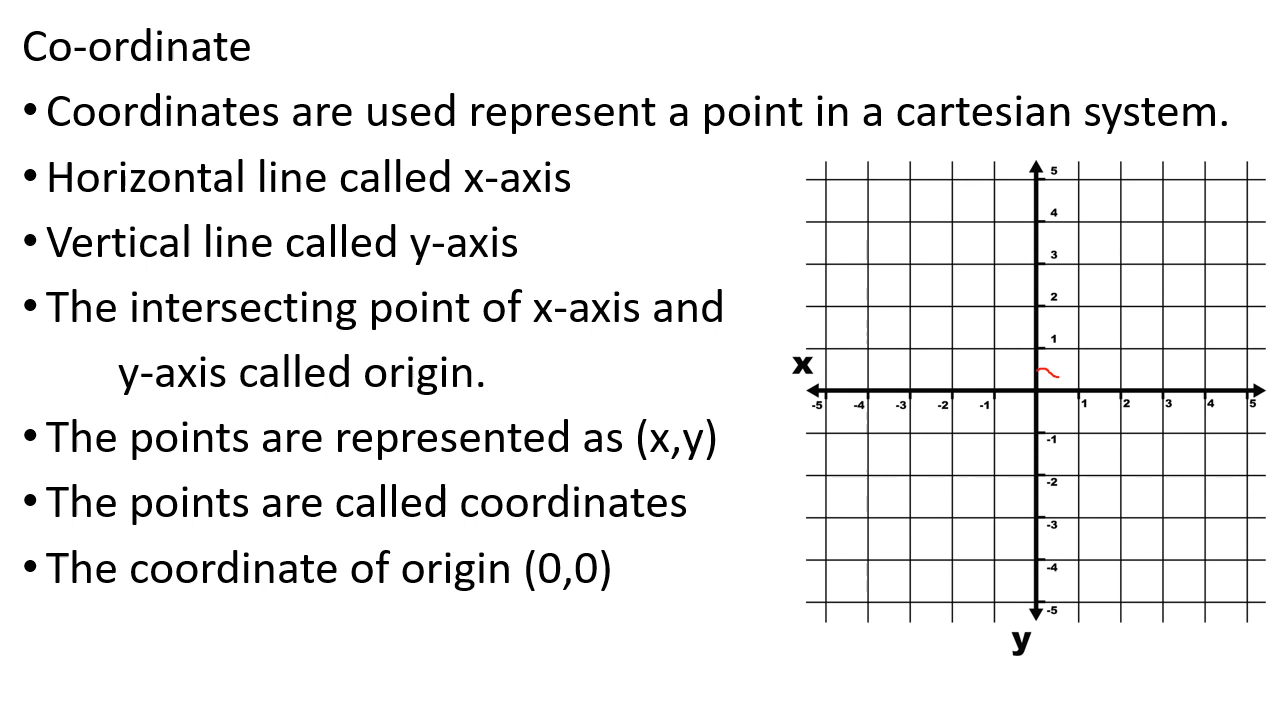 Co-ordinate
• Coordinates are used represent a point in a cartesian system.
• Horizontal line called x-axis
• Vertical line called y-axis
• The intersecting point of x-axis and
y-axis called origin.
• The points are represented as (x,y)
• The points are called coordinates
• The coordinate of origin (0,0)
5
4
3
2
1
x
-5 -4 -3 -2 -1 1 2 3 4 5
-1
-2
-3
-4
-5
y